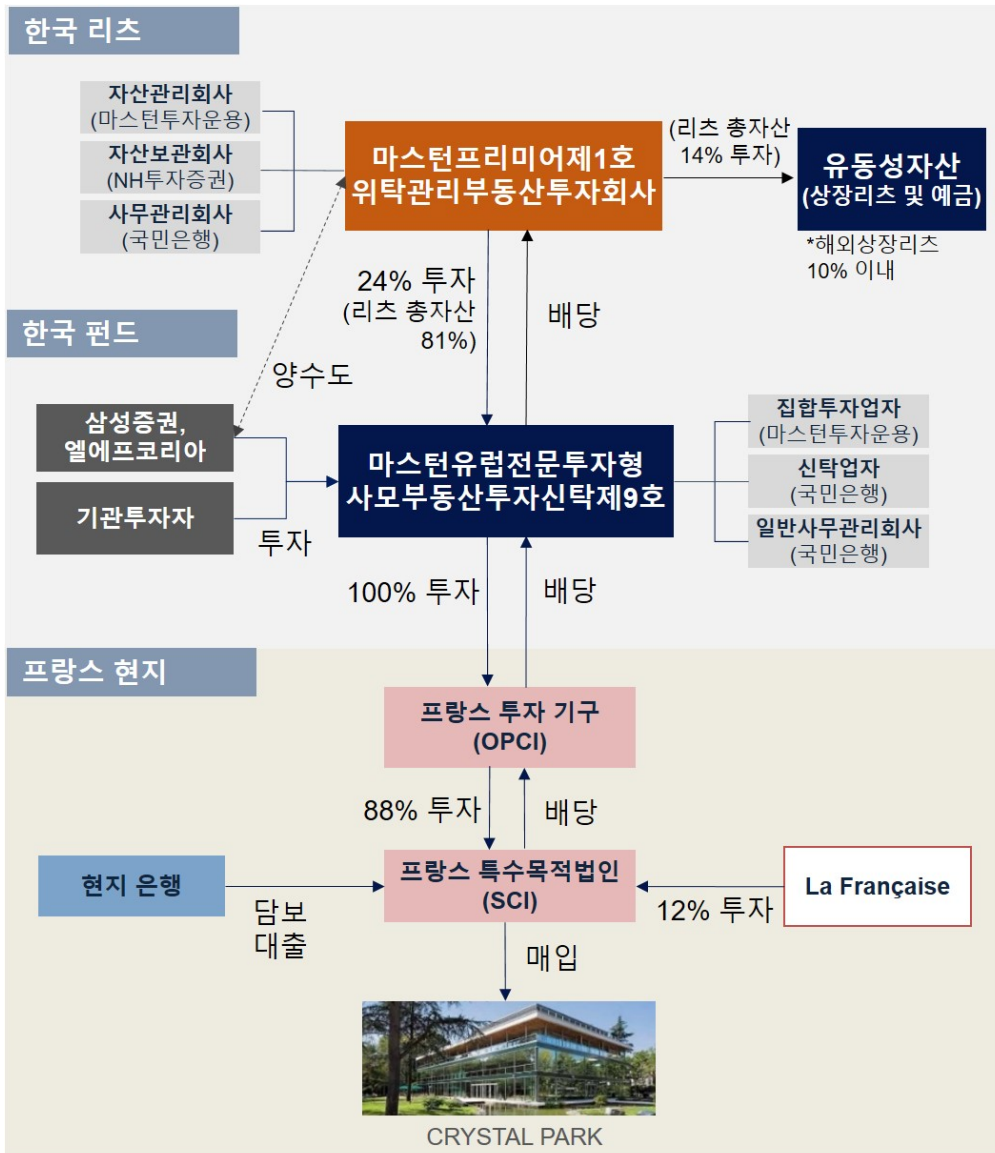 한국 리츠
자산관리회사
(마스턴투자운용)
자산보관회사
(NH투자증권)
사무관리회사
(국민은행)
마스턴프리미어제1호
위탁관리부동산투자회사
(리츠 총자산
14% 투자)
유동성자산
(상장리츠 및 예금)
*해외상장리츠
10% 이내
24% 투자
(리츠 총자산
81%)
배당
한국 펀드
양수도
삼성증권,
엘에프코리아
기관투자자
투자
마스턴유럽전문투자형
사모부동산투자신탁제9호
집합투자업자
(마스턴투자운용)
신탁업자
(국민은행)
일반사무관리회사
(국민은행)
100% 투자
배당
프랑스 현지
프랑스 투자 기구
(OPCI)
88% 투자
배당
현지 은행
담보
대출
프랑스 특수목적법인
(SCI)
12% 투자
La Française
매입
CRYSTAL PARK